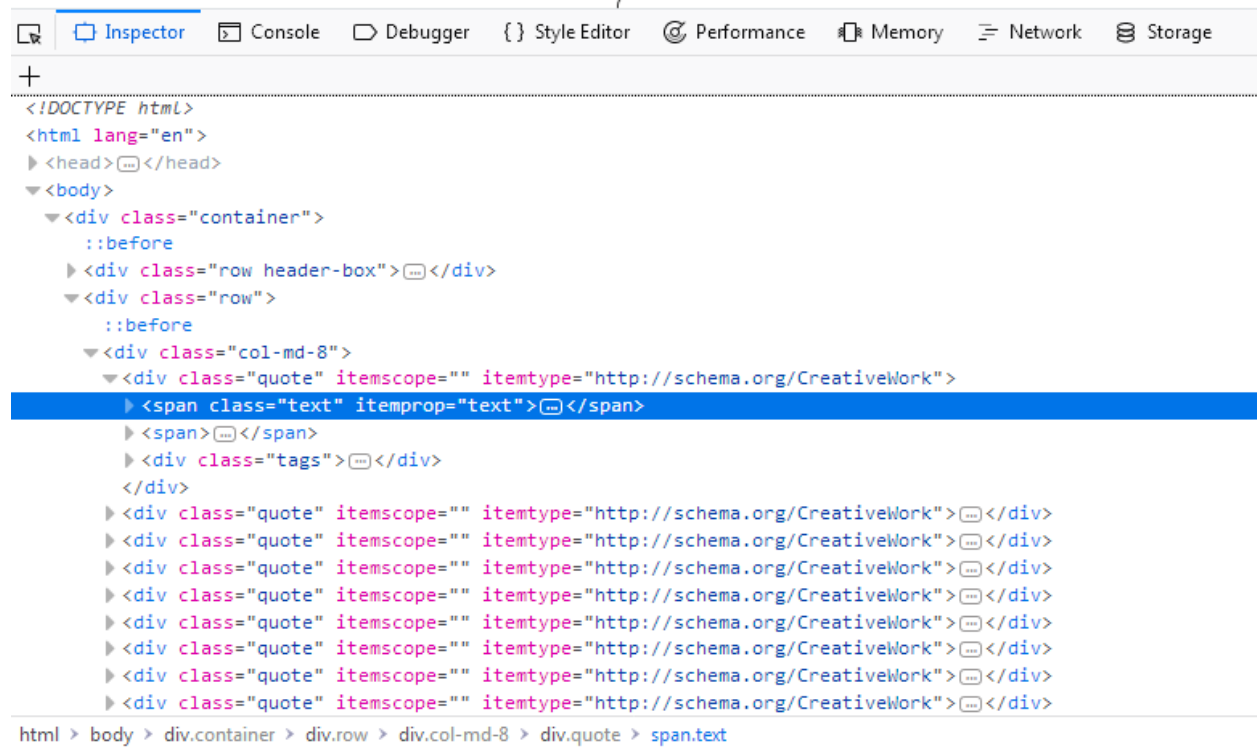 Inspector Console Debugger { } Style Editor Performance Memory Network Storage
+
<!DOCTYPE html>
<html lang="en">
<head>…</head>
<body>
<div class="container">
::before
<div class="row header-box">…</div>
<div class="row">
::before
<div class="col-md-8">
<div class="quote" itemscope="" itemtype="http://schema.org/CreativeWork">
<span class="text" itemprop="text">…</span>
<span>…</span>
<div class="tags">…</div>
</div>
<div class="quote" itemscope="" itemtype="http://schema.org/CreativeWork">…</div>
<div class="quote" itemscope="" itemtype="http://schema.org/CreativeWork">…</div>
<div class="quote" itemscope="" itemtype="http://schema.org/CreativeWork">…</div>
<div class="quote" itemscope="" itemtype="http://schema.org/CreativeWork">…</div>
<div class="quote" itemscope="" itemtype="http://schema.org/CreativeWork">…</div>
<div class="quote" itemscope="" itemtype="http://schema.org/CreativeWork">…</div>
<div class="quote" itemscope="" itemtype="http://schema.org/CreativeWork">…</div>
<div class="quote" itemscope="" itemtype="http://schema.org/CreativeWork">…</div>
html > body > div.container > div.row > div.col-md-8 > div.quote > span.text